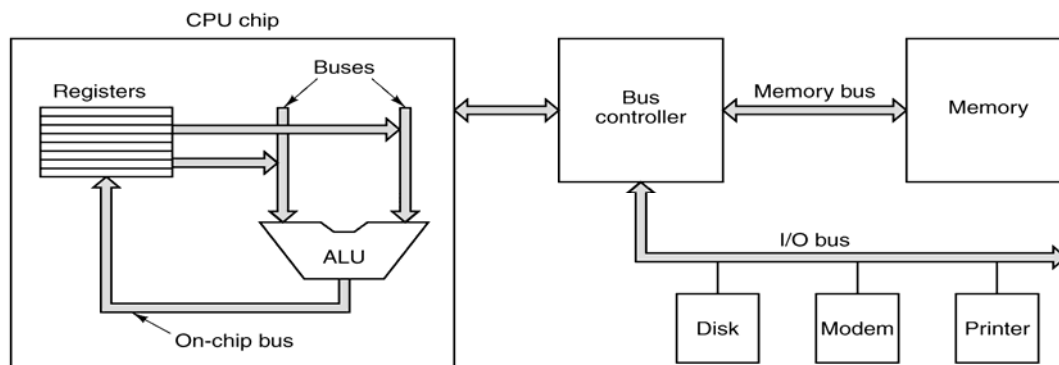 CPU chip
Registers
Buses
ALU
On-chip bus
Bus
controller
Memory bus
Memory
I/O bus
Disk
Modem
Printer